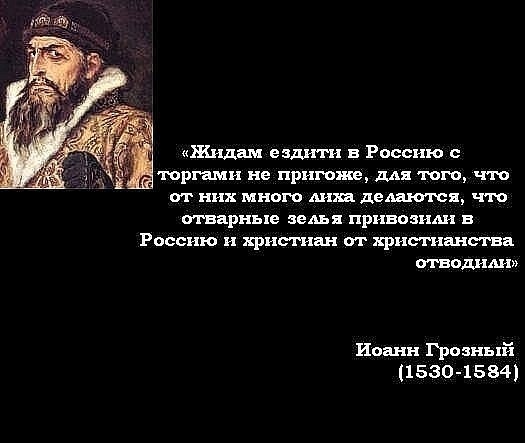 «Жидам ездити в Россию с
торгами не пригоже, для того, что
от них много лиха делаются, что
отварные зелья привозили в
Россию и христиан от христианства
отводили»
Иоанн Грозный
(1530-1584)